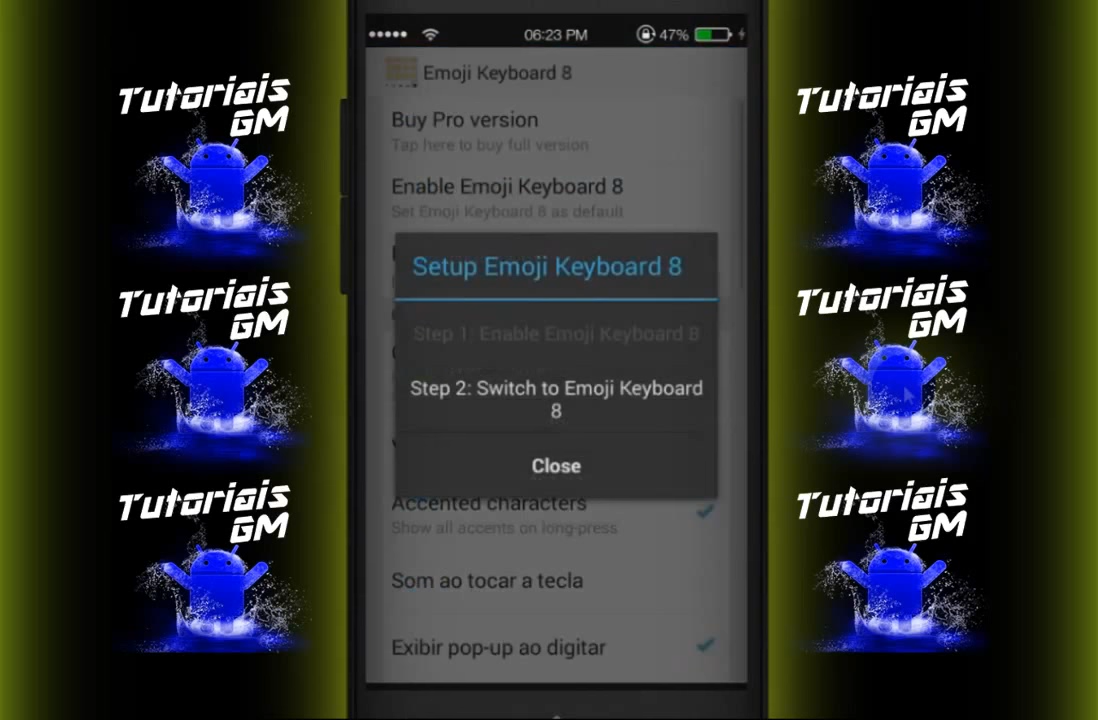 06:23 PM
47%
Emoji Keyboard 8
Buy Pro version
Tap here to buy full version
Enable Emoji Keyboard 8
Set Emoji Keyboard 8 as default
Setup Emoji Keyboard 8
Step 1: Enable Emoji Keyboard 8
Step 2: Switch to Emoji Keyboard
8
Close
Accented characters
Show all accents on long-press
Som ao tocar a tecla
Exibir pop-up ao digitar
Tutoriais
GM
Tutoriais
GM
Tutoriais
GM
Tutoriais
GM
Tutoriais
GM
Tutoriais
GM